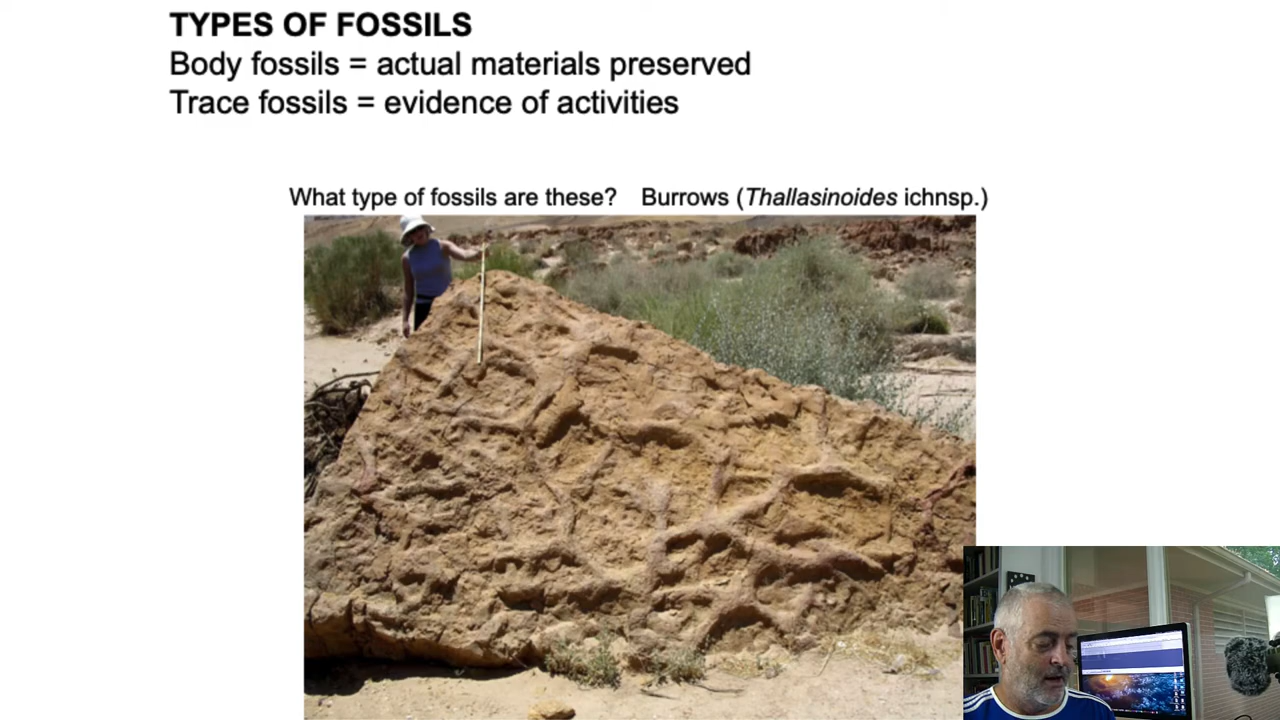 TYPES OF FOSSILS
Body fossils = actual materials preserved
Trace fossils = evidence of activities
What type of fossils are these? Burrows (Thallasinoides ichnsp.)